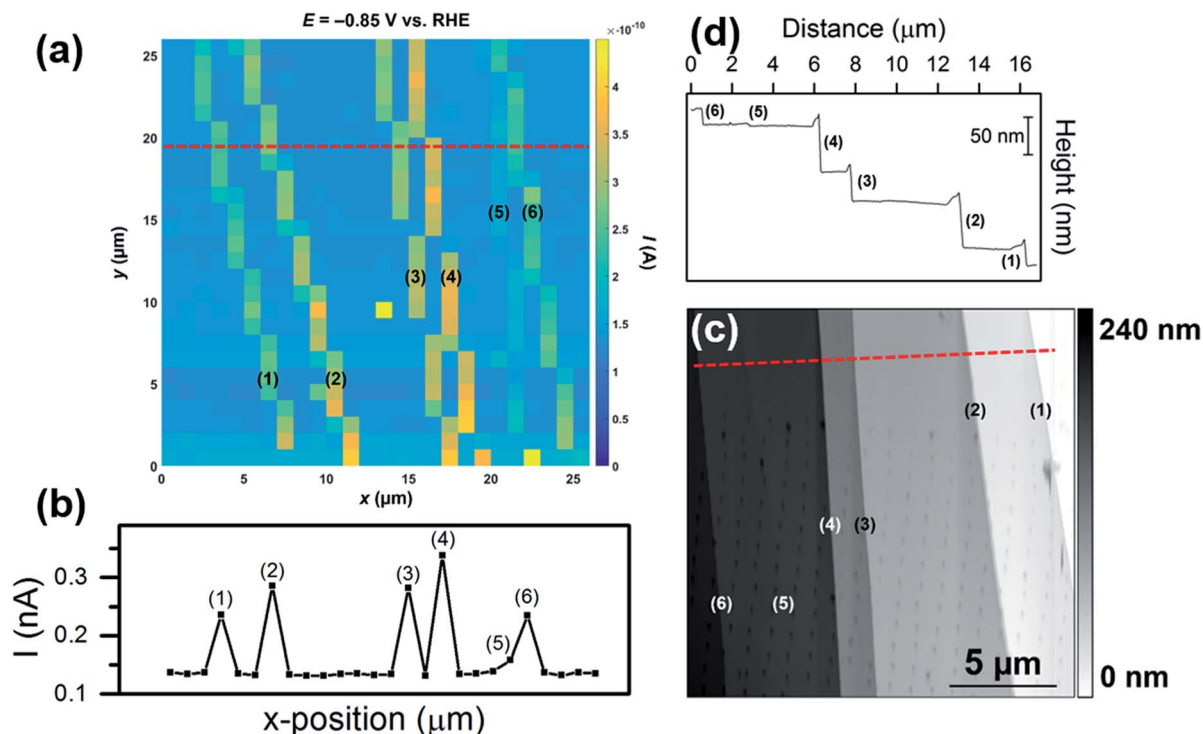 (a)
E = –0.85 V vs. RHE
×10⁻¹⁰
25
20
15
10
5
0
y (µm)
0 5 10 15 20 25
x (µm)
4
3.5
3
2.5
2
1.5
1
0.5
0
I (A)
(1)
(2)
(3)
(4)
(5)
(6)
(b)
I (nA)
0.3
0.2
0.1
(1)
(2)
(3)
(4)
(5)
(6)
x-position (µm)
(d)
Distance (µm)
0 2 4 6 8 10 12 14 16
(6)
(5)
(4)
(3)
(2)
(1)
50 nm
Height (nm)
(c)
240 nm
(2)
(1)
(4)
(3)
(6)
(5)
5 µm
0 nm